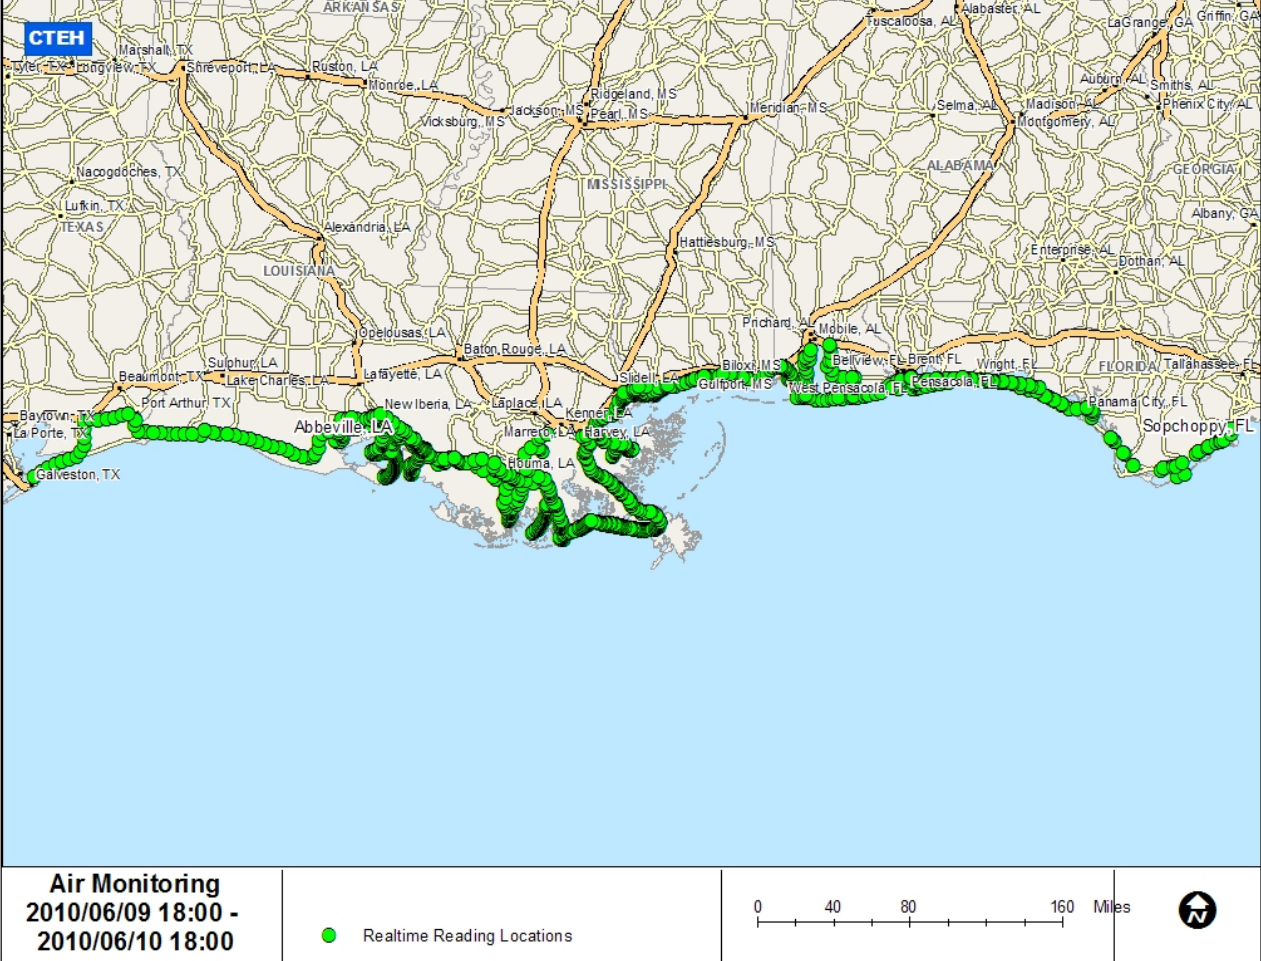 ARKANSAS
CTEH
Alabaster, AL
Griffin, GA
LaGrange, GA
Tuscaloosa, AL
Marshall, TX
Tyler, TX
Longview, TX
Shreveport, LA
Ruston, LA
Monroe, LA
Auburn, AL
Smiths, AL
Ridgeland, MS
Jackson, MS
Pearl, MS
Vicksburg, MS
Meridian, MS
Selma, AL
Madison, AL
Phenix City, AL
Montgomery, AL
Nacogdoches, TX
MISSISSIPPI
ALABAMA
GEORGIA
Lufkin, TX
TEXAS
Albany, GA
Alexandria, LA
Hattiesburg, MS
Enterprise, AL
Dothan, AL
LOUISIANA
Prichard, AL
Mobile, AL
Opelousas, LA
Baton Rouge, LA
Sulphur, LA
Beaumont, TX
Lake Charles, LA
Lafayette, LA
Slidell, LA
Biloxi, MS
Gulfport, MS
Bellview, FL
Brent, FL
West Pensacola, FL
Pensacola, FL
Wright, FL
FLORIDA
Tallahassee, FL
Port Arthur, TX
New Iberia, LA
Laplace, LA
Kenner, LA
Panama City, FL
Baytown, TX
La Porte, TX
Abbeville, LA
Marrero, LA
Harvey, LA
Sopchoppy, FL
Houma, LA
Galveston, TX
Air Monitoring
2010/06/09 18:00 -
2010/06/10 18:00
Realtime Reading Locations
0 40 80 160 Miles
N